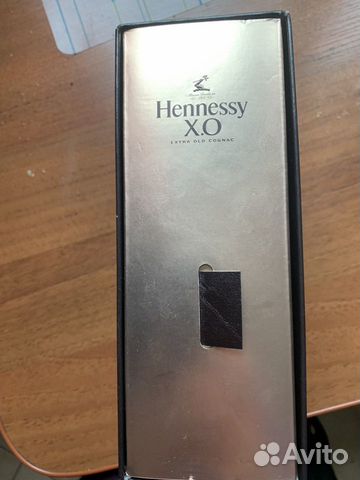 Hennessy
X.O
EXTRA OLD COGNAC
Avito